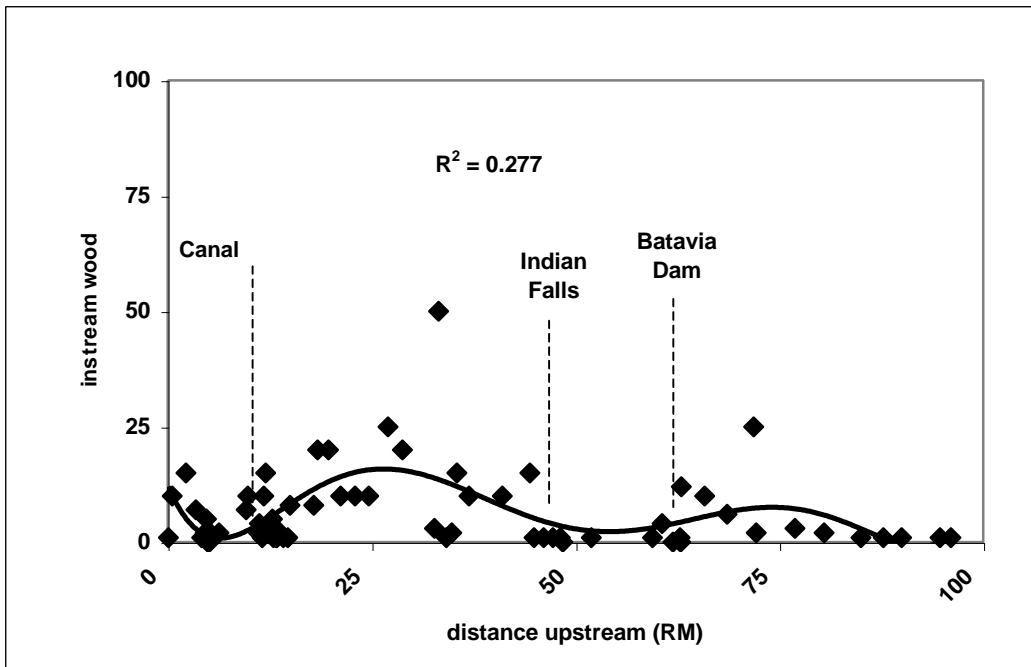 100
75
50
25
0
instream wood
R² = 0.277
Canal
Indian
Falls
Batavia
Dam
0
25
50
75
100
distance upstream (RM)